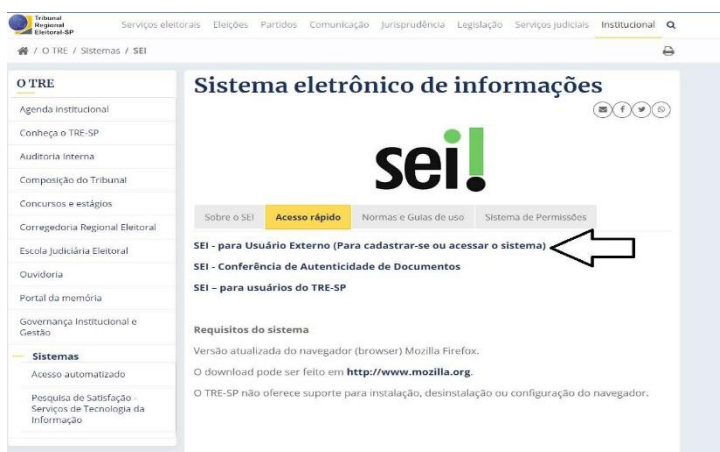 Tribunal
Regional
Eleitoral-SP
Serviços eleitorais Eleições Partidos Comunicação Jurisprudência Legislação Serviços judiciais Institucional
/ O TRE / Sistemas / SEI
O TRE
Agenda institucional
Conheça o TRE-SP
Auditoria Interna
Composição do Tribunal
Concursos e estágios
Corregedoria Regional Eleitoral
Escola Judiciária Eleitoral
Ouvidoria
Portal da memória
Governança Institucional e
Gestão
Sistemas
Acesso automatizado
Pesquisa de Satisfação -
Serviços de Tecnologia da
Informação
Sistema eletrônico de informações
sei!
Sobre o SEI Acesso rápido Normas e Guias de uso Sistema de Permissões
SEI - para Usuário Externo (Para cadastrar-se ou acessar o sistema)
SEI - Conferência de Autenticidade de Documentos
SEI – para usuários do TRE-SP
Requisitos do sistema
Versão atualizada do navegador (browser) Mozilla Firefox.
O download pode ser feito em http://www.mozilla.org.
O TRE-SP não oferece suporte para instalação, desinstalação ou configuração do navegador.